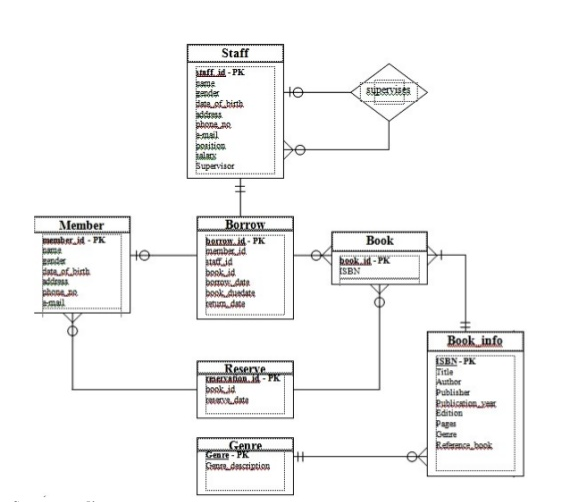 Staff
staff_id - PK
name
gender
date_of_birth
address
phone_no
e-mail
position
salary
Supervisor
supervises
Member
member_id - PK
name
gender
date_of_birth
address
phone_no
e-mail
Borrow
borrow_id - PK
member_id
staff_id
book_id
borrow_date
book_duedate
return_date
Book
book_id - PK
ISBN
Reserve
reservation_id - PK
book_id
reserve_date
Book_info
ISBN - PK
Title
Author
Publisher
Publication_year
Edition
Pages
Genre
Reference_book
Genre
Genre - PK
Genre_description